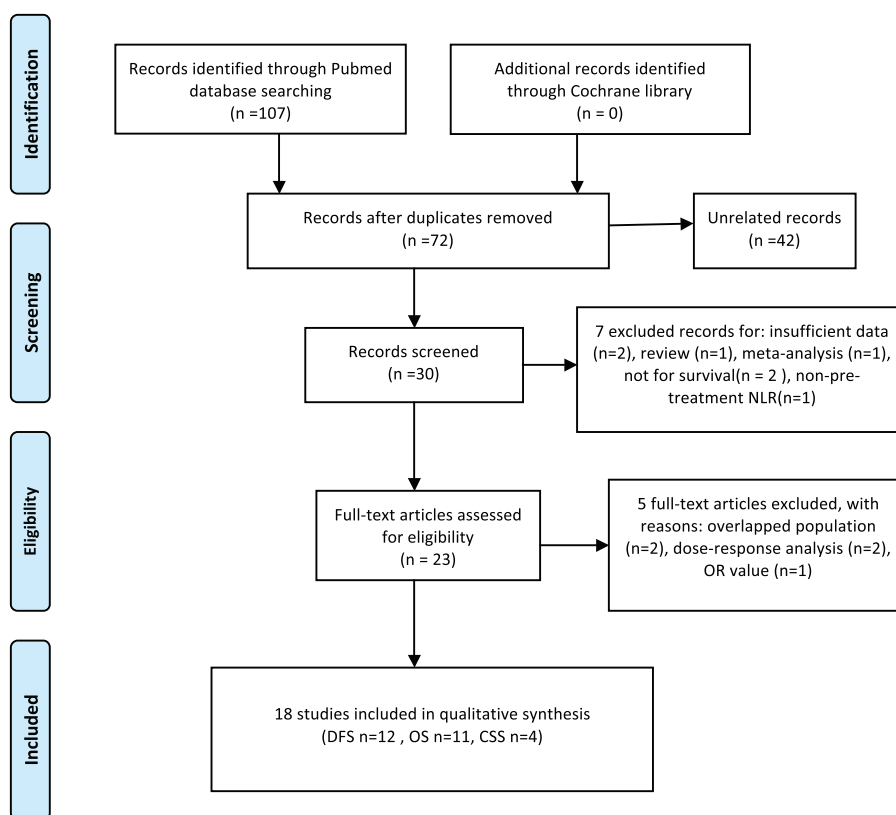 Identification
Records identified through Pubmed
database searching
(n =107)
Additional records identified
through Cochrane library
(n = 0)
Records after duplicates removed
(n =72)
Unrelated records
(n =42)
Screening
Records screened
(n =30)
7 excluded records for: insufficient data
(n=2), review (n=1), meta-analysis (n=1),
not for survival(n = 2 ), non-pre-
treatment NLR(n=1)
Eligibility
Full-text articles assessed
for eligibility
(n = 23)
5 full-text articles excluded, with
reasons: overlapped population
(n=2), dose-response analysis (n=2),
OR value (n=1)
Included
18 studies included in qualitative synthesis
(DFS n=12 , OS n=11, CSS n=4)